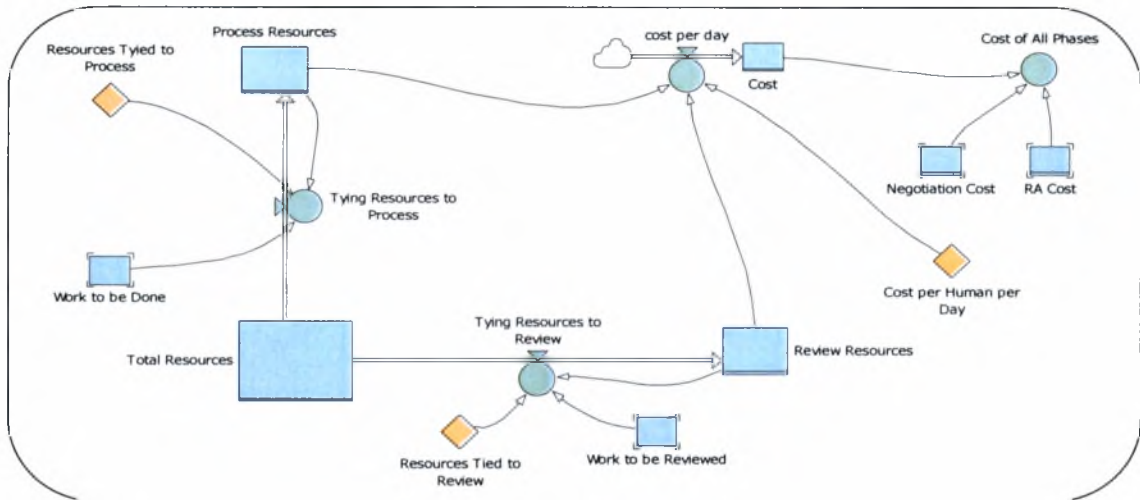 Process Resources
Resources Tyied to
Process
cost per day
Cost
Cost of All Phases
Negotiation Cost
RA Cost
Tying Resources to
Process
Work to be Done
Cost per Human per
Day
Tying Resources to
Review
Total Resources
Review Resources
Resources Tied to
Review
Work to be Reviewed